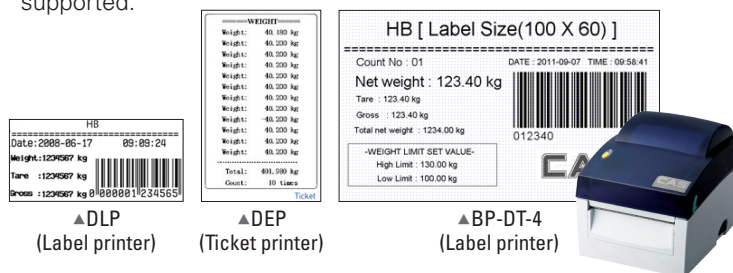 supported.
HB
Date:2008-06-17 09:09:24
Weight:1234567 kg
Tare :1234567 kg
Gross :1234567 kg 0 000001 234565
▲DLP
(Label printer)
WEIGHT
Weight: 40.180 kg
Weight: 40.200 kg
Weight: 40.200 kg
Weight: 40.200 kg
Weight: 40.200 kg
Weight: 40.200 kg
Weight: -40.200 kg
Weight: 40.200 kg
Weight: 40.200 kg
Weight: 40.200 kg
Total: 401.980 kg
Count: 10 times
Ticket
▲DEP
(Ticket printer)
HB [ Label Size(100 X 60) ]
Count No : 01 DATE : 2011-09-07 TIME : 09:58:41
Net weight : 123.40 kg
Tare : 123.40 kg
Gross : 123.40 kg
Total net weight : 1234.00 kg
012340
-WEIGHT LIMIT SET VALUE-
High Limit : 130.00 kg
Low Limit : 100.00 kg
CAS
▲BP-DT-4
(Label printer)